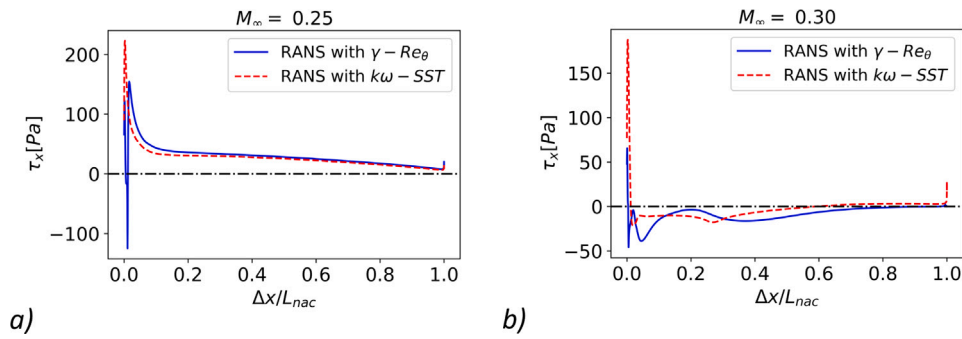 M∞ = 0.25
RANS with γ − Reθ
RANS with kω − SST
200
100
0
−100
τx[Pa]
0.0 0.2 0.4 0.6 0.8 1.0
Δx/Lnac
a)
M∞ = 0.30
RANS with γ − Reθ
RANS with kω − SST
150
100
50
0
−50
τx[Pa]
0.0 0.2 0.4 0.6 0.8 1.0
Δx/Lnac
b)